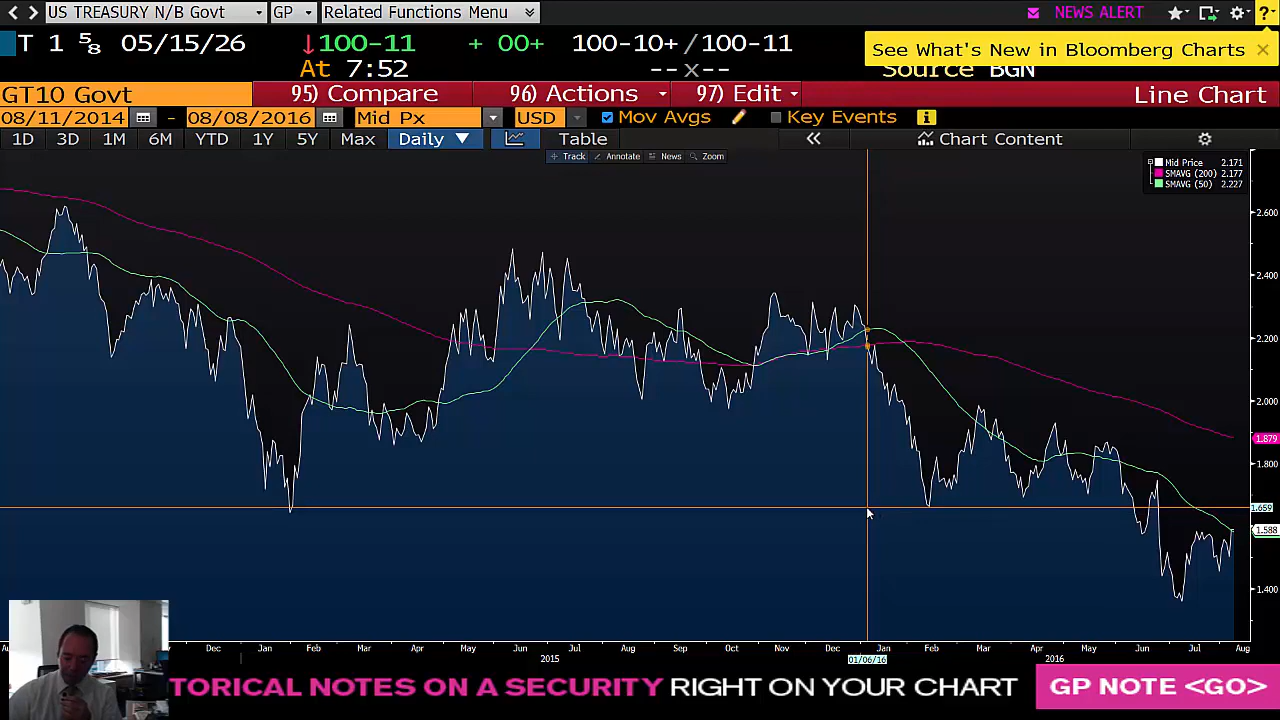 US TREASURY N/B Govt GP Related Functions Menu NEWS ALERT ?
T 1 ⅝ 05/15/26 ↓100-11 + 00+ 100-10+/100-11
See What's New in Bloomberg Charts ×
At 7:52 --x-- Source BGN
GT10 Govt 95) Compare 96) Actions 97) Edit Line Chart
08/11/2014 - 08/08/2016 Mid Px USD Mov Avgs Key Events i
1D 3D 1M 6M YTD 1Y 5Y Max Daily ▼ Table « Chart Content
Track Annotate News Zoom
Mid Price 2.171
SMAVG (200) 2.177
SMAVG (50) 2.227
2.600
2.400
2.200
2.000
1.879
1.800
1.659
1.588
1.400
Dec Jan Feb Mar Apr May Jun Jul Aug Sep Oct Nov Dec Jan Feb Mar Apr May Jun Jul Aug
2015 01/06/16 2016
TORICAL NOTES ON A SECURITY RIGHT ON YOUR CHART GP NOTE <GO>